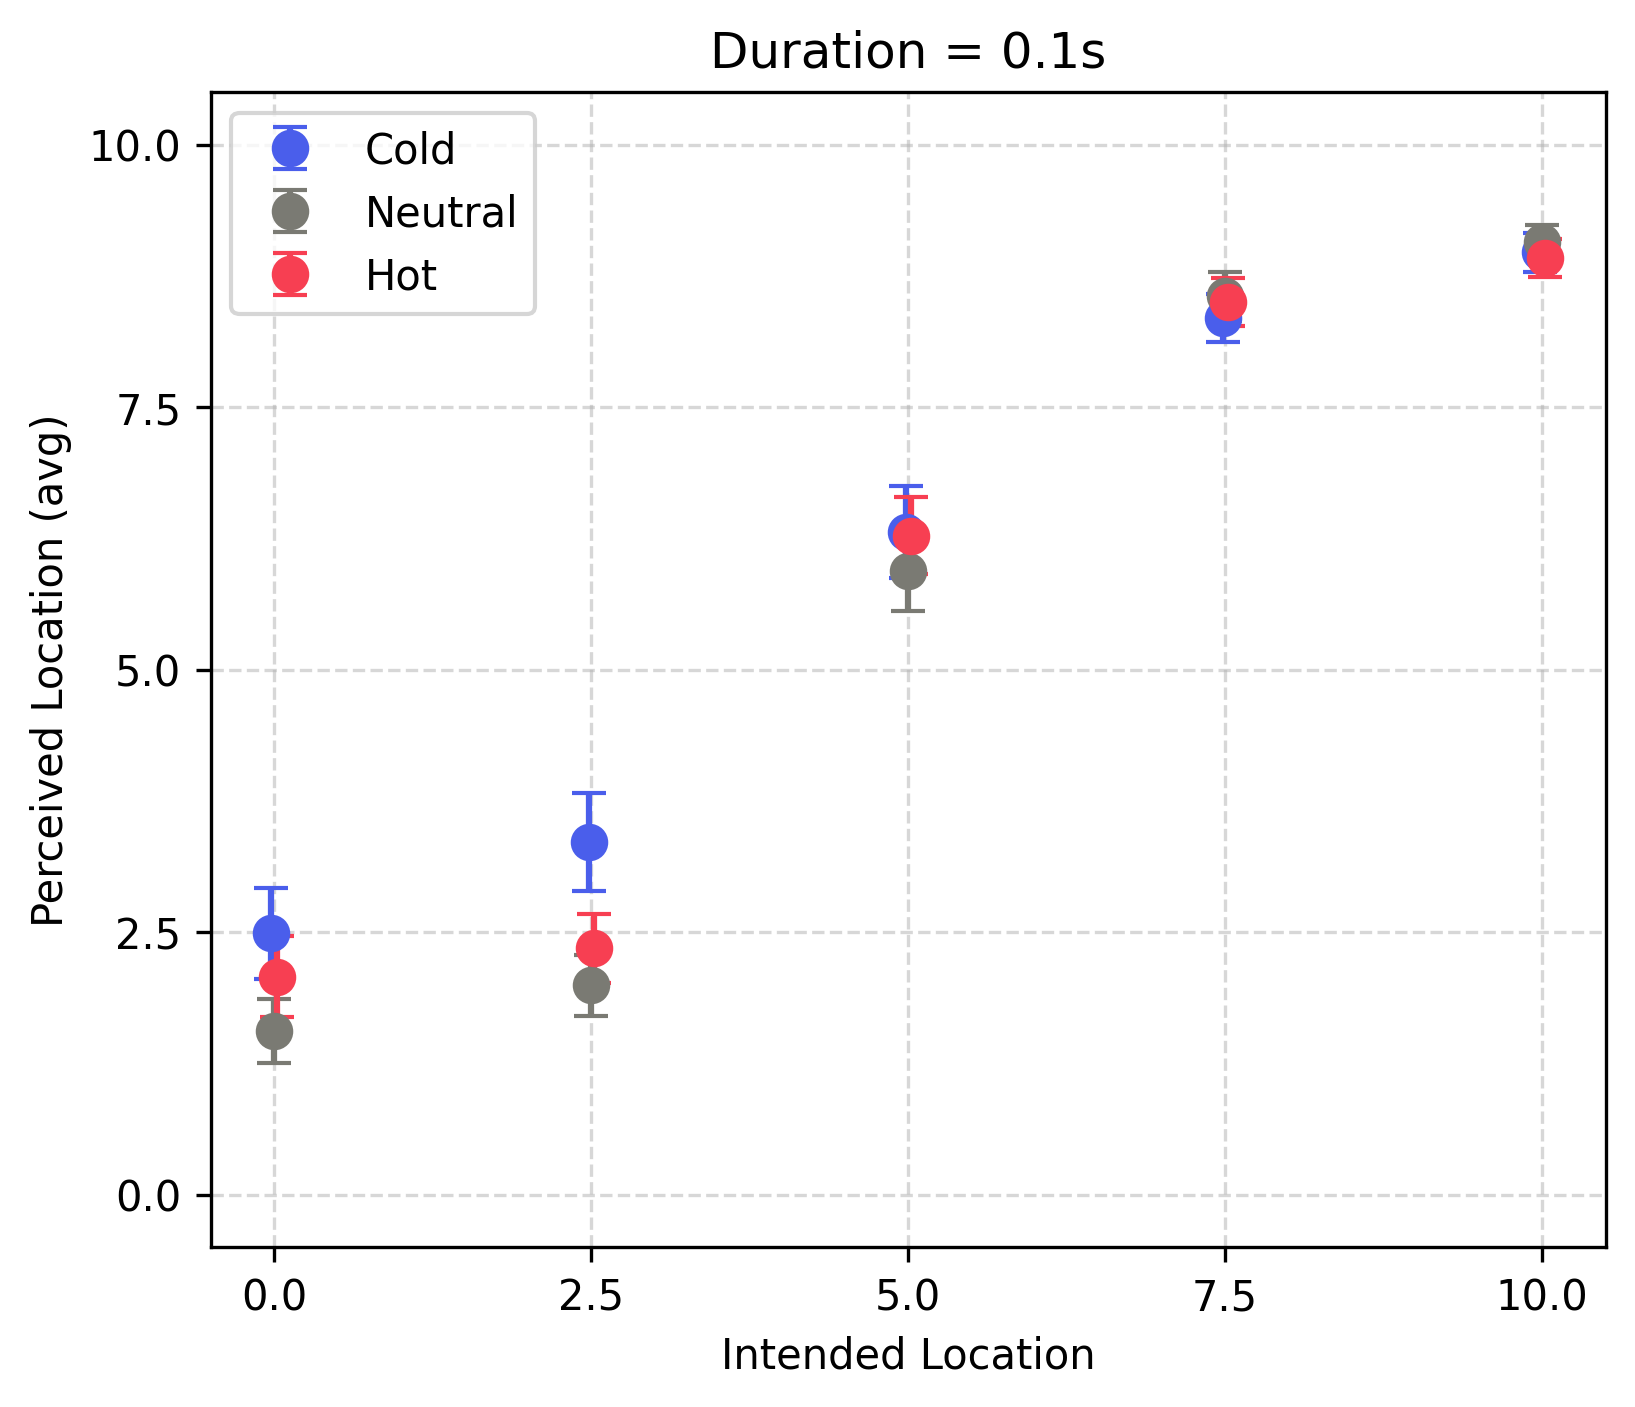 Duration = 0.1s
Cold
Neutral
Hot
10.0
7.5
5.0
2.5
0.0
Perceived Location (avg)
0.0 2.5 5.0 7.5 10.0
Intended Location